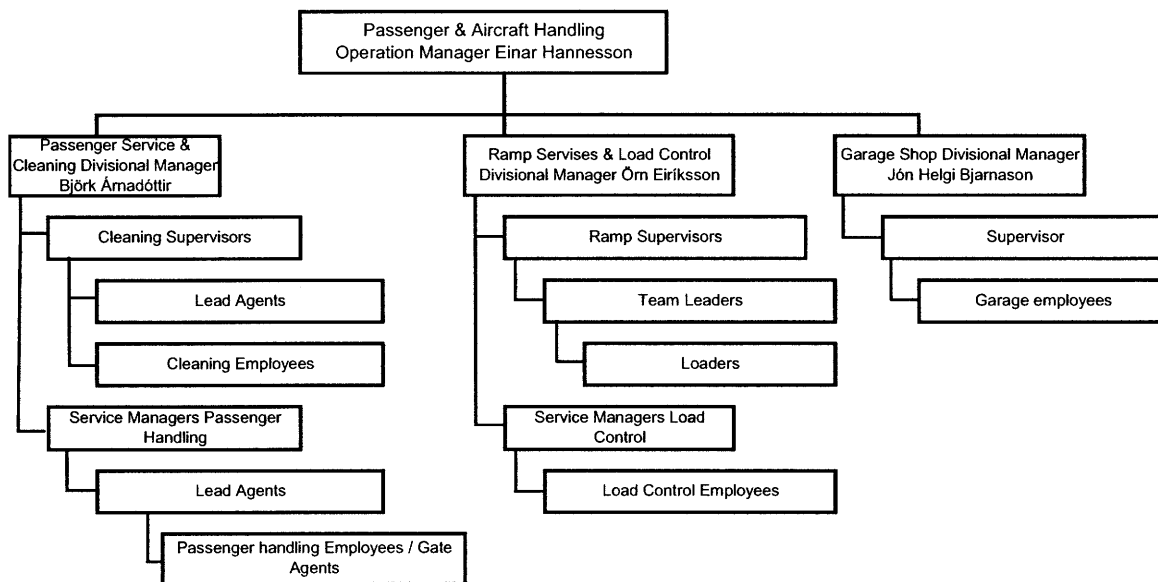 Passenger & Aircraft Handling
Operation Manager Einar Hannesson
Passenger Service &
Cleaning Divisional Manager
Björk Árnadóttir
Cleaning Supervisors
Lead Agents
Cleaning Employees
Service Managers Passenger
Handling
Lead Agents
Passenger handling Employees / Gate
Agents
Ramp Servises & Load Control
Divisional Manager Örn Eiríksson
Ramp Supervisors
Team Leaders
Loaders
Service Managers Load
Control
Load Control Employees
Garage Shop Divisional Manager
Jón Helgi Bjarnason
Supervisor
Garage employees